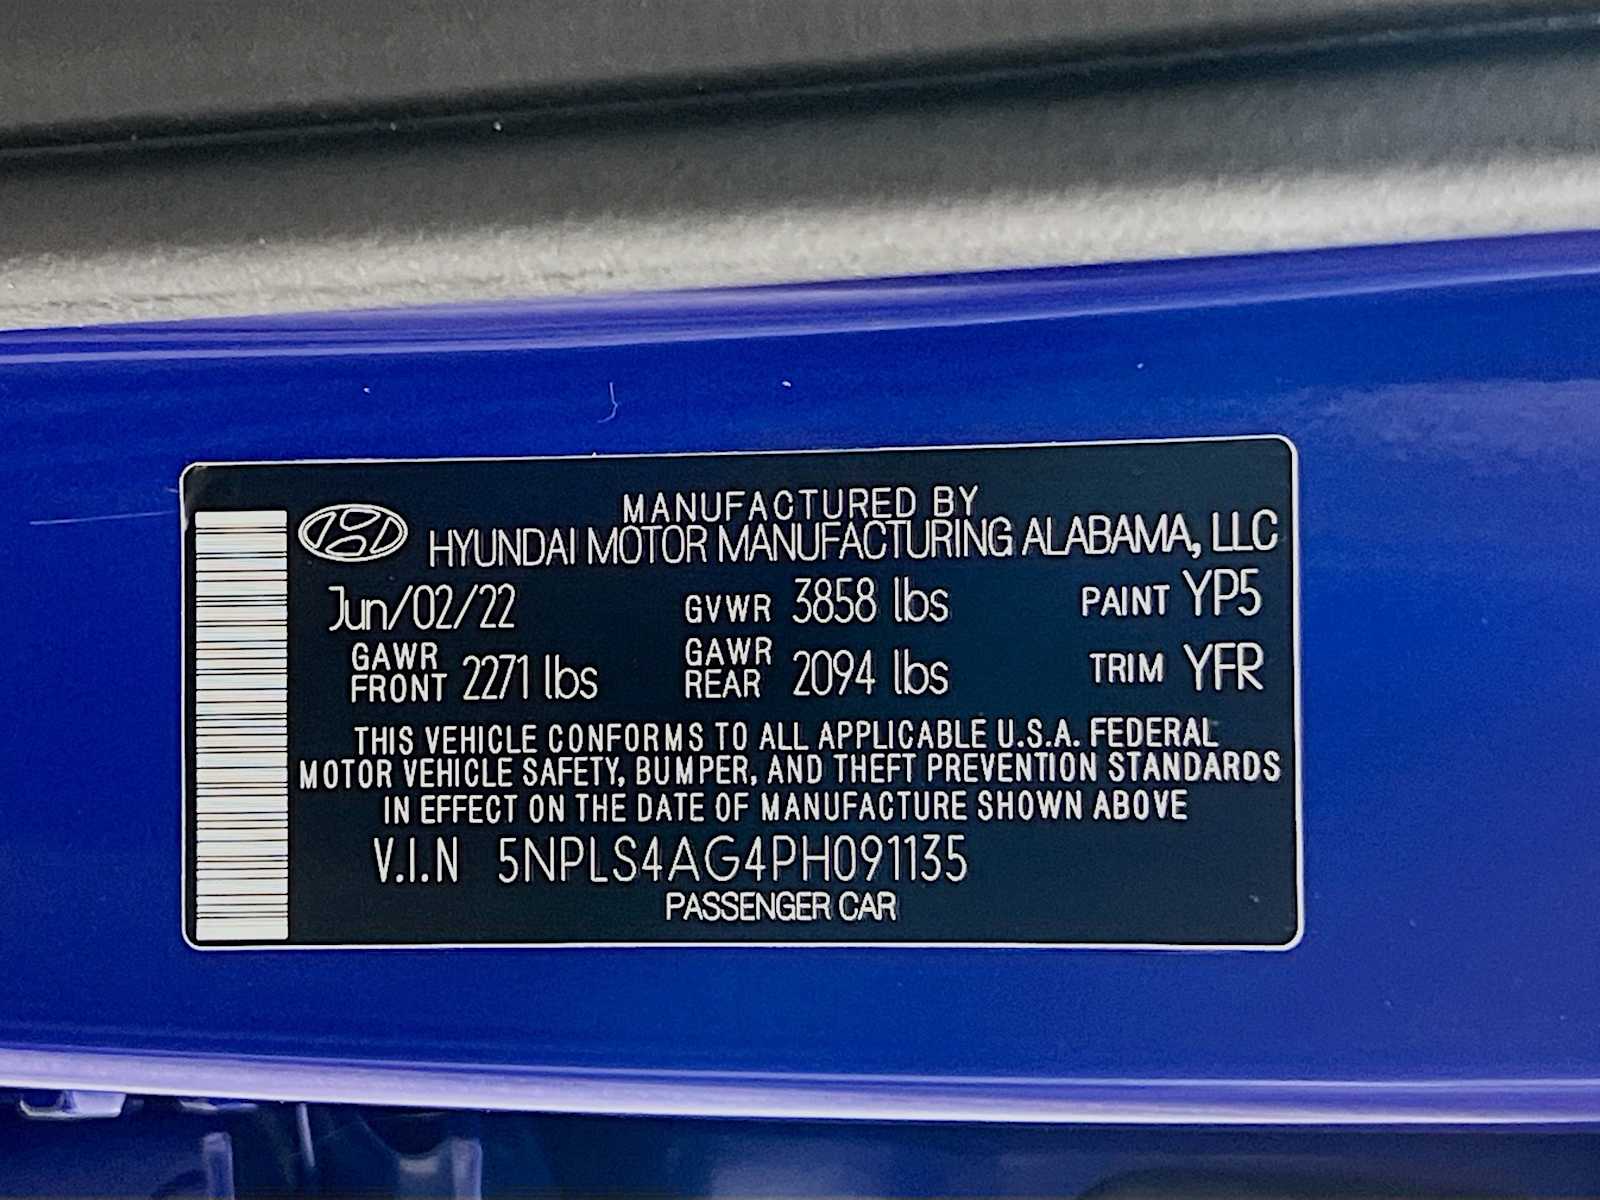 MANUFACTURED BY
HYUNDAI MOTOR MANUFACTURING ALABAMA, LLC
Jun/02/22 GVWR 3858 lbs PAINT YP5
GAWR FRONT 2271 lbs GAWR REAR 2094 lbs TRIM YFR
THIS VEHICLE CONFORMS TO ALL APPLICABLE U.S.A. FEDERAL
MOTOR VEHICLE SAFETY, BUMPER, AND THEFT PREVENTION STANDARDS
IN EFFECT ON THE DATE OF MANUFACTURE SHOWN ABOVE
V.I.N 5NPLS4AG4PH091135
PASSENGER CAR